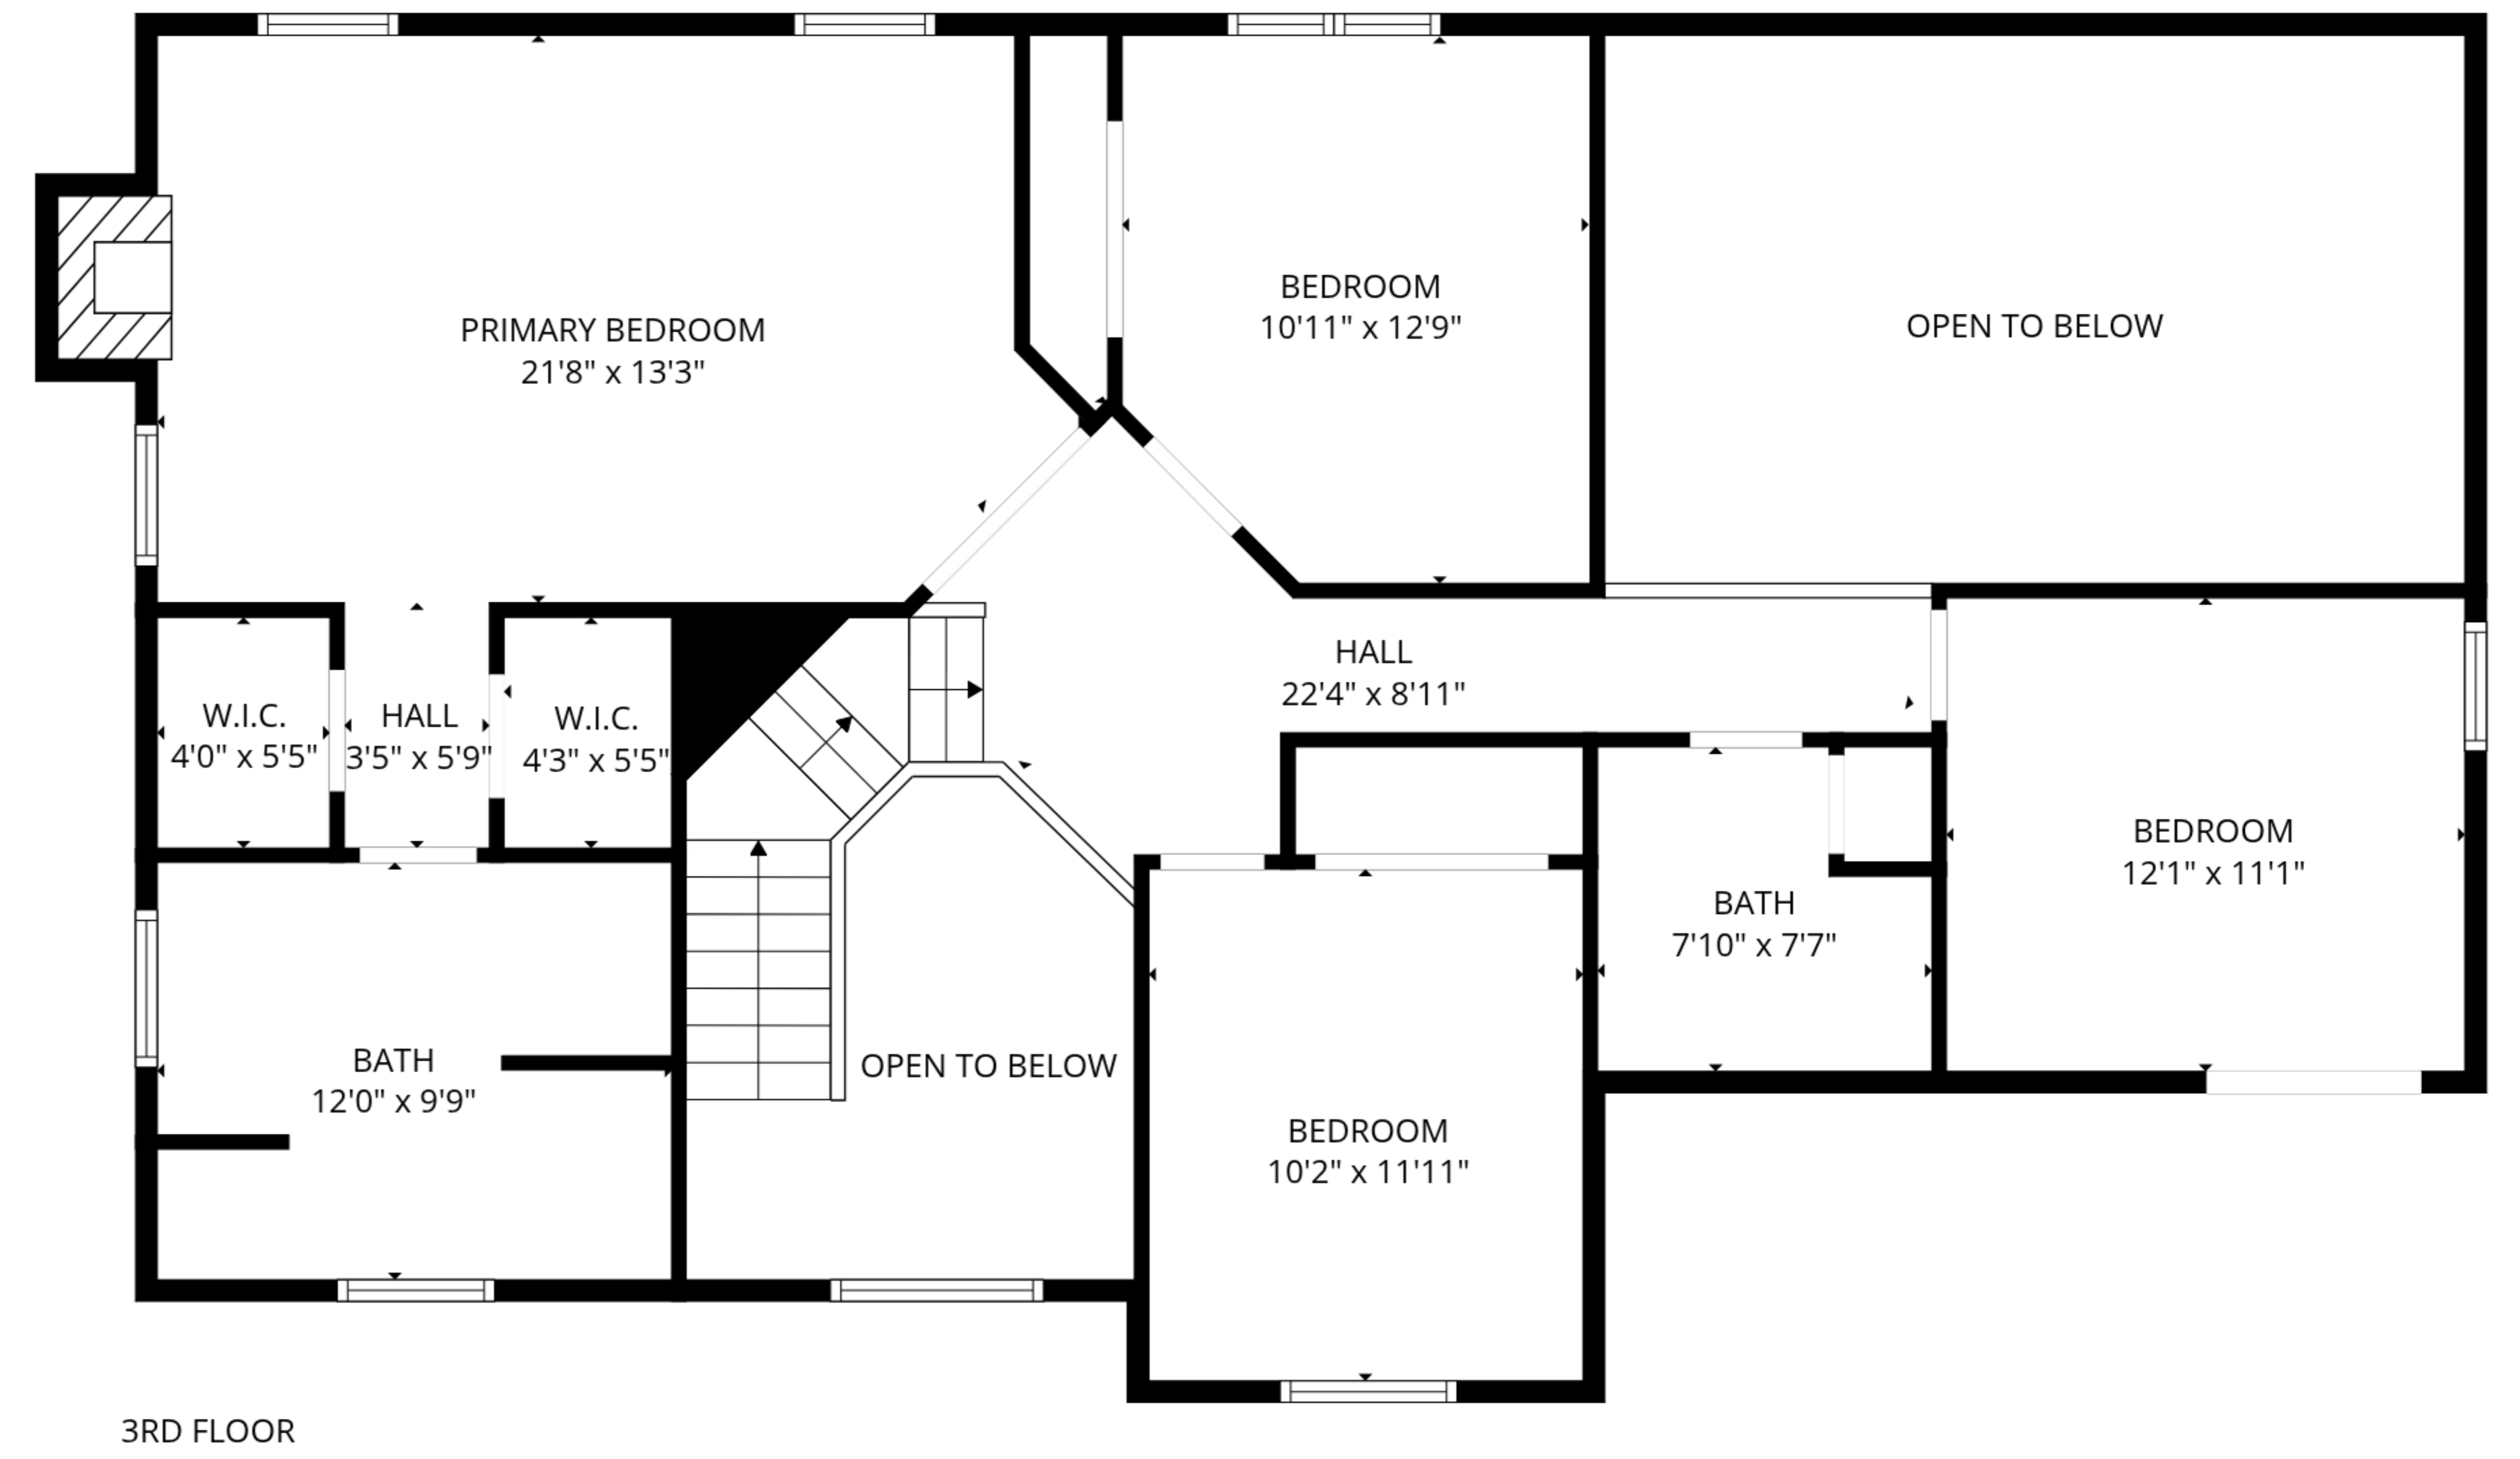 PRIMARY BEDROOM
21'8" x 13'3"
BEDROOM
10'11" x 12'9"
OPEN TO BELOW
HALL
22'4" x 8'11"
W.I.C.
4'0" x 5'5"
HALL
3'5" x 5'9"
W.I.C.
4'3" x 5'5"
BEDROOM
12'1" x 11'1"
BATH
7'10" x 7'7"
BATH
12'0" x 9'9"
OPEN TO BELOW
BEDROOM
10'2" x 11'11"
3RD FLOOR